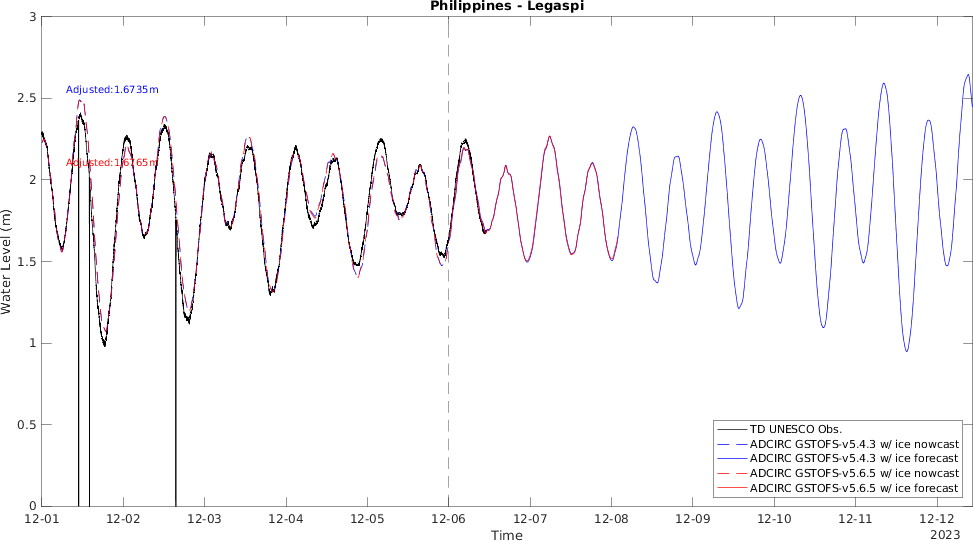 Philippines - Legaspi
3
2.5
2
1.5
1
0.5
0
Water Level (m)
Adjusted:1.6735m
Adjusted:1.6765m
TD UNESCO Obs.
ADCIRC GSTOFS-v5.4.3 w/ ice nowcast
ADCIRC GSTOFS-v5.4.3 w/ ice forecast
ADCIRC GSTOFS-v5.6.5 w/ ice nowcast
ADCIRC GSTOFS-v5.6.5 w/ ice forecast
12-01 12-02 12-03 12-04 12-05 12-06 12-07 12-08 12-09 12-10 12-11 12-12
Time
2023